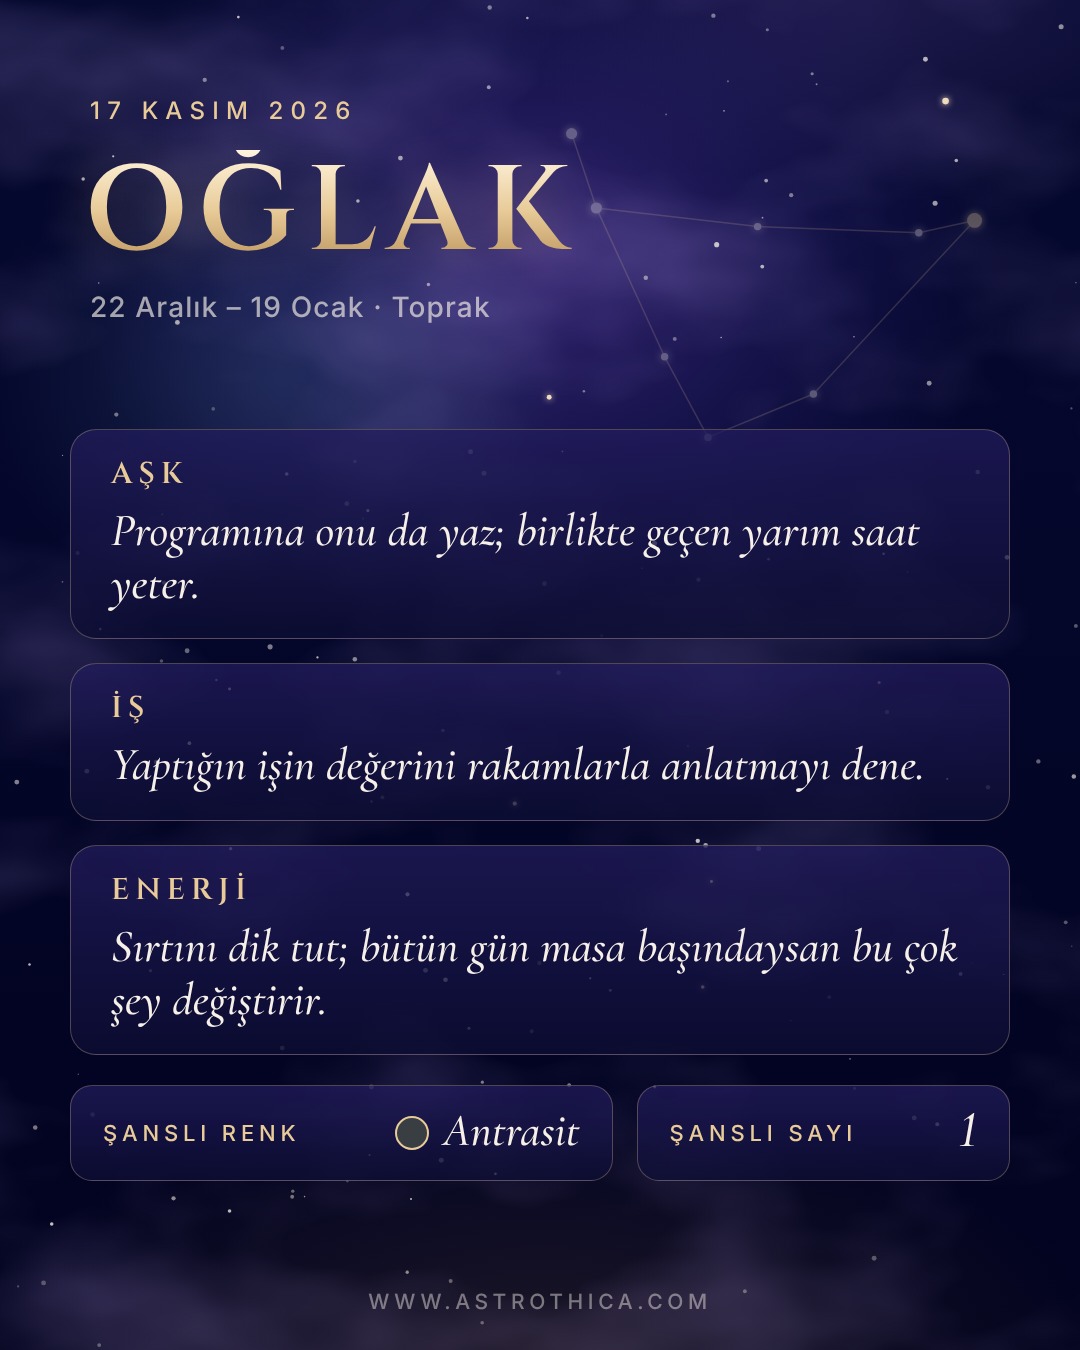 17 KASIM 2026
OĞLAK
22 Aralık – 19 Ocak · Toprak
AŞK
Programına onu da yaz; birlikte geçen yarım saat
yeter.
İŞ
Yaptığın işin değerini rakamlarla anlatmayı dene.
ENERJİ
Sırtını dik tut; bütün gün masa başındaysan bu çok
şey değiştirir.
ŞANSLI RENK Antrasit
ŞANSLI SAYI 1
WWW.ASTROTHICA.COM